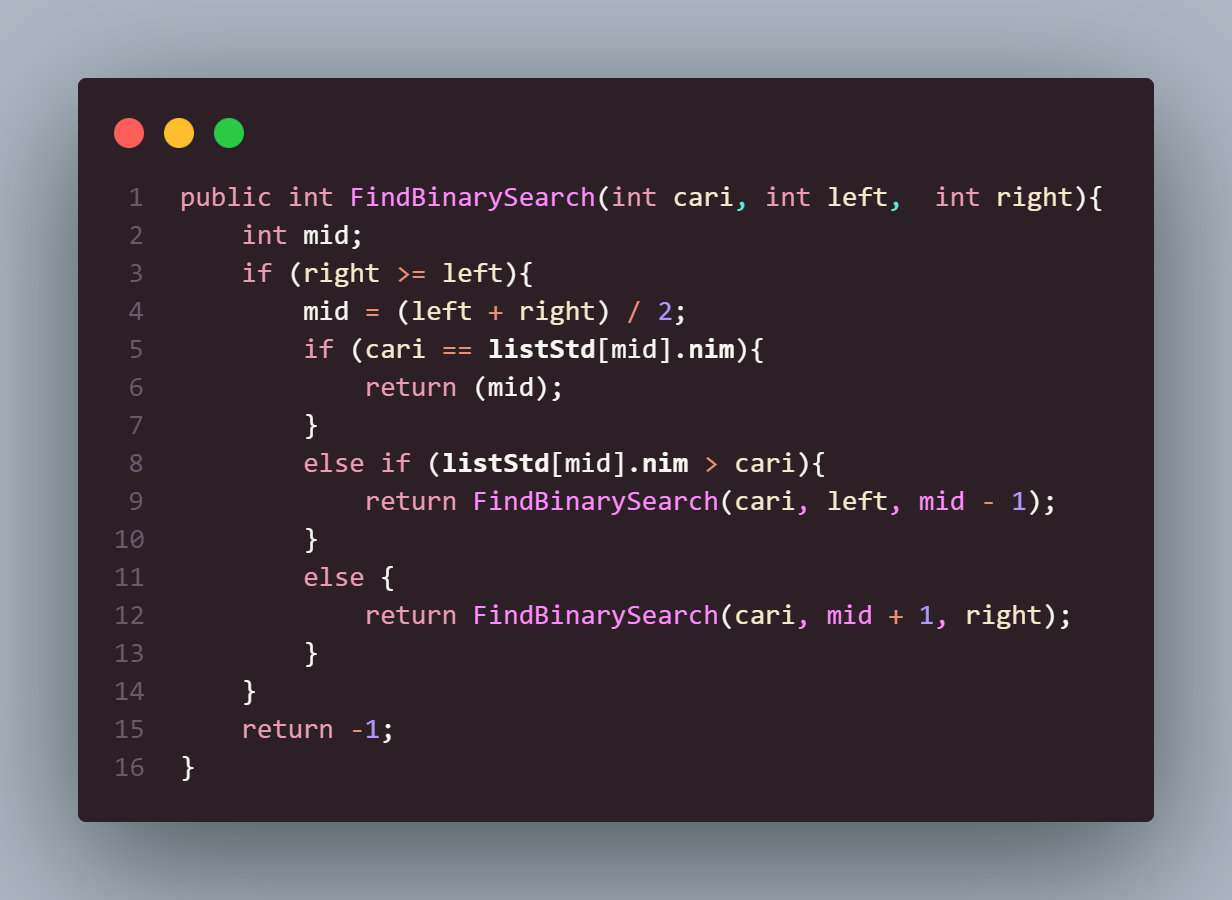 1 public int FindBinarySearch(int cari, int left,  int right){
2     int mid;
3     if (right >= left){
4         mid = (left + right) / 2;
5         if (cari == listStd[mid].nim){
6             return (mid);
7         }
8         else if (listStd[mid].nim > cari){
9             return FindBinarySearch(cari, left, mid - 1);
10         }
11         else {
12             return FindBinarySearch(cari, mid + 1, right);
13         }
14     }
15     return -1;
16 }